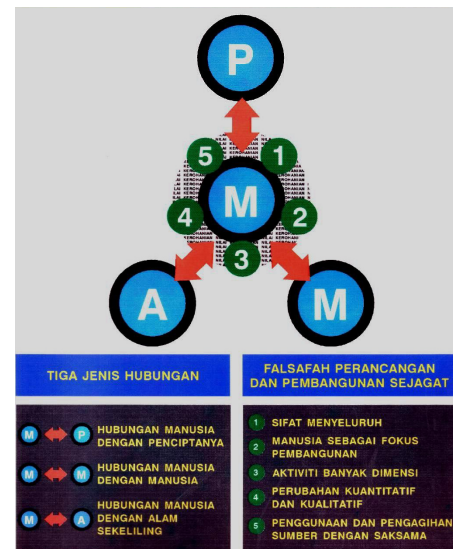 P
5
1
NILAI
KEROHANIAN
M
4
2
3
A
M
TIGA JENIS HUBUNGAN
M
P
HUBUNGAN MANUSIA
DENGAN PENCIPTANYA
M
M
HUBUNGAN MANUSIA
DENGAN MANUSIA
M
A
HUBUNGAN MANUSIA
DENGAN ALAM
SEKELILING
FALSAFAH PERANCANGAN
DAN PEMBANGUNAN SEJAGAT
1 SIFAT MENYELURUH
2 MANUSIA SEBAGAI FOKUS
PEMBANGUNAN
3 AKTIVITI BANYAK DIMENSI
4 PERUBAHAN KUANTITATIF
DAN KUALITATIF
5 PENGGUNAAN DAN PENGAGIHAN
SUMBER DENGAN SAKSAMA